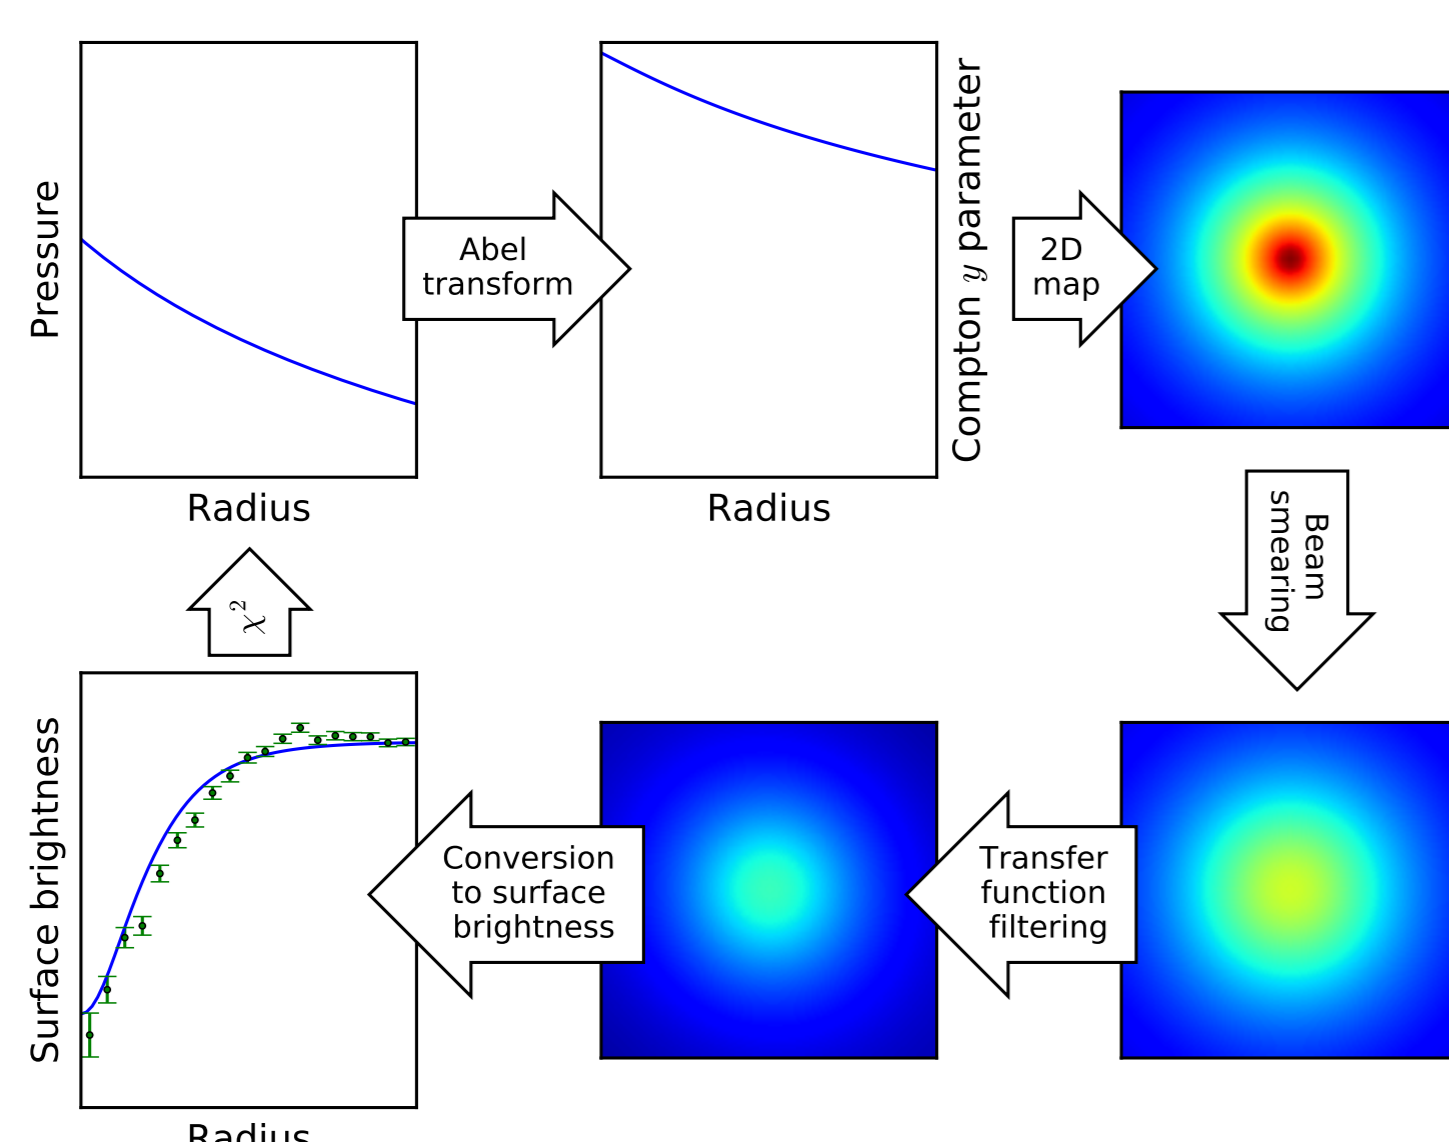 Pressure
Radius
Abel
transform
Compton y parameter
Radius
2D
map
Beam
smearing
Transfer
function
filtering
Conversion
to surface
brightness
Surface brightness
Radius
χ²